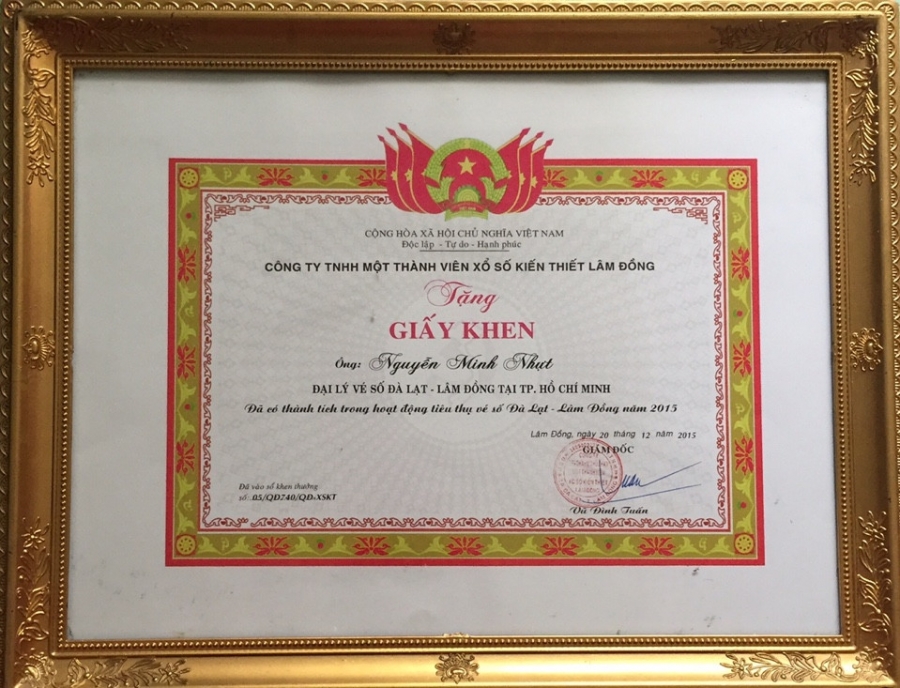 CỘNG HÒA XÃ HỘI CHỦ NGHĨA VIỆT NAM
Độc lập - Tự do - Hạnh phúc
CÔNG TY TNHH MỘT THÀNH VIÊN XỔ SỐ KIẾN THIẾT LÂM ĐỒNG
Tặng
GIẤY KHEN
Ông: Nguyễn Minh Nhựt
ĐẠI LÝ VÉ SỐ ĐÀ LẠT - LÂM ĐỒNG TẠI TP. HỒ CHÍ MINH
Đã có thành tích trong hoạt động tiêu thụ vé số Đà Lạt - Lâm Đồng năm 2015
Lâm Đồng, ngày 20 tháng 12 năm 2015
GIÁM ĐỐC
Đã vào sổ khen thưởng
số: 05/QĐ740/QĐ-XSKT
Vũ Đình Tuấn